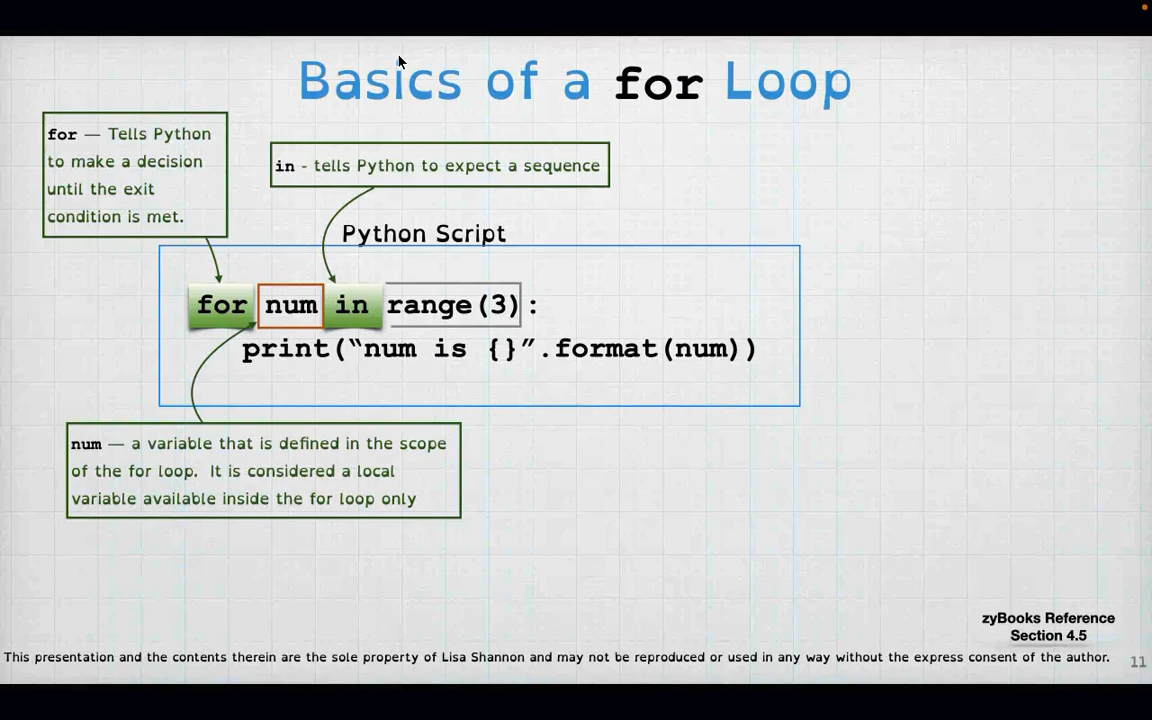 Basics of a for Loop
for — Tells Python
to make a decision
until the exit
condition is met.
in - tells Python to expect a sequence
Python Script
for num in range(3):
print(“num is {}”.format(num))
num — a variable that is defined in the scope
of the for loop.  It is considered a local
variable available inside the for loop only
zyBooks Reference
Section 4.5
This presentation and the contents therein are the sole property of Lisa Shannon and may not be reproduced or used in any way without the express consent of the author.
11